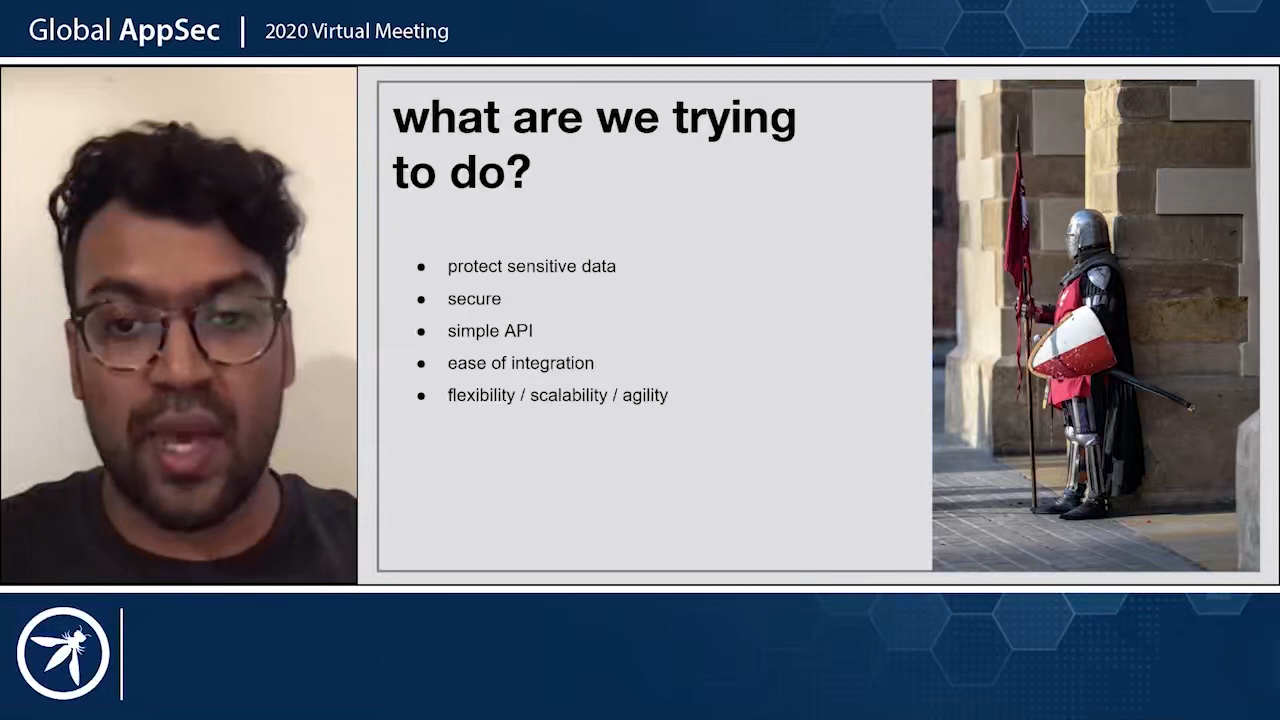 Global AppSec | 2020 Virtual Meeting
what are we trying
to do?
● protect sensitive data
● secure
● simple API
● ease of integration
● flexibility / scalability / agility